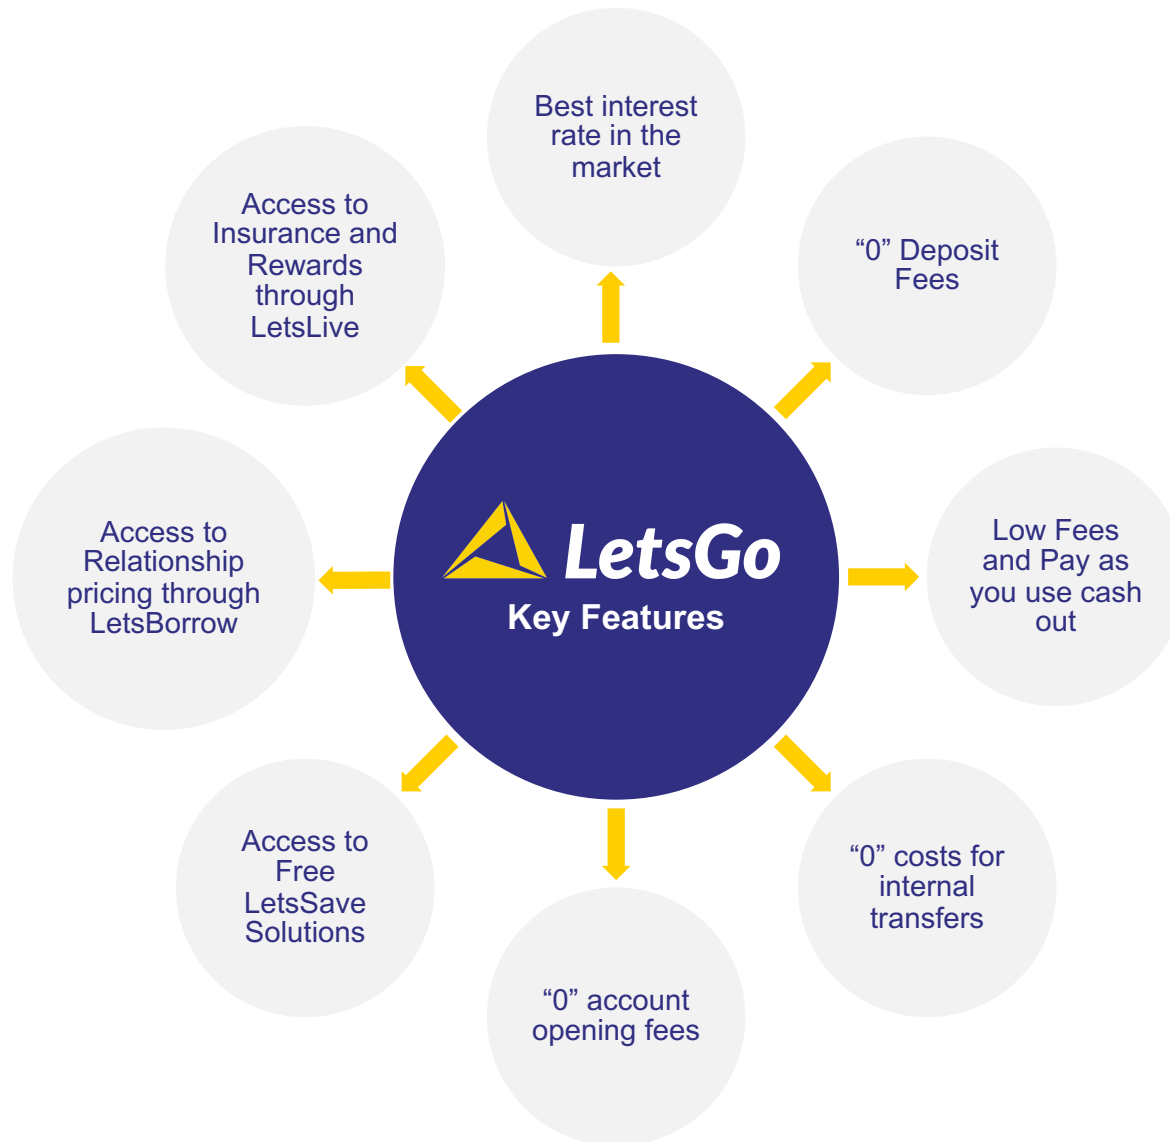 Best interest
rate in the
market
“0” Deposit
Fees
Low Fees
and Pay as
you use cash
out
“0” costs for
internal
transfers
“0” account
opening fees
Access to
Free
LetsSave
Solutions
Access to
Relationship
pricing through
LetsBorrow
Access to
Insurance and
Rewards
through
LetsLive
LetsGo
Key Features